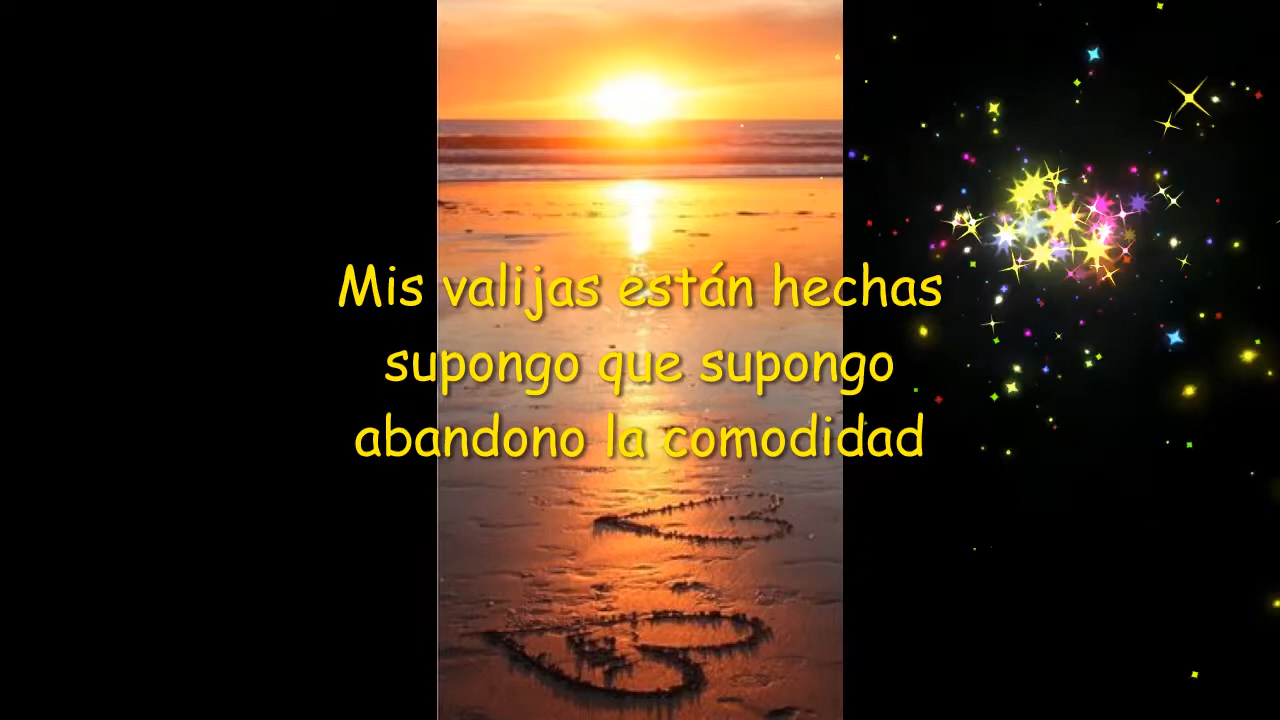 Mis valijas están hechas
supongo que supongo
abandono la comodidad